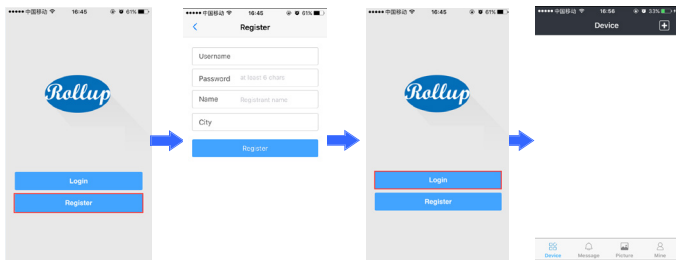 中国移动 16:45 61%
Rollup
Login
Register
中国移动 16:45 61%
Register
Username
Password at least 6 chars
Name Registrant name
City
Register
中国移动 16:45 61%
Rollup
Login
Register
中国移动 16:56 33%
Device
Device Message Picture Mine